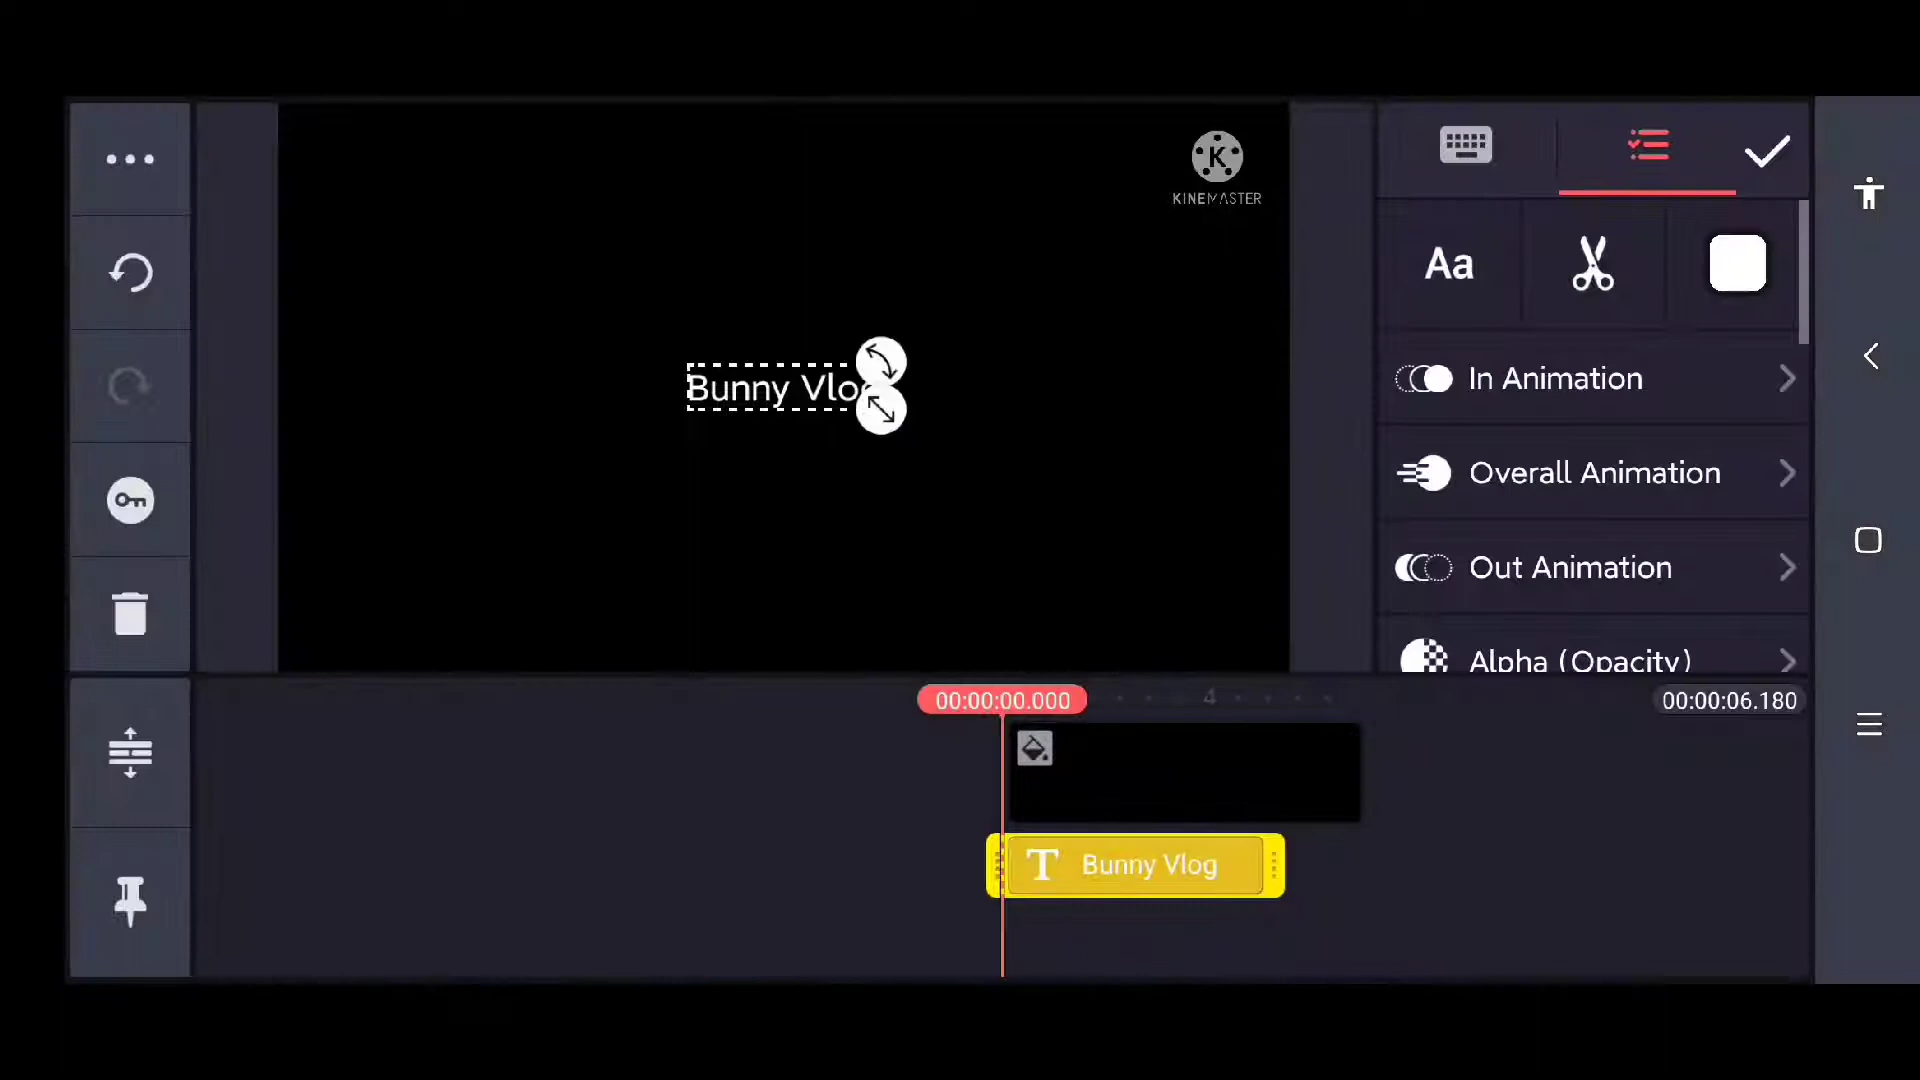 KINEMASTER
Bunny Vlo
Aa
In Animation
Overall Animation
Out Animation
Alpha (Opacity)
00:00:00.000
4
00:00:06.180
T Bunny Vlog